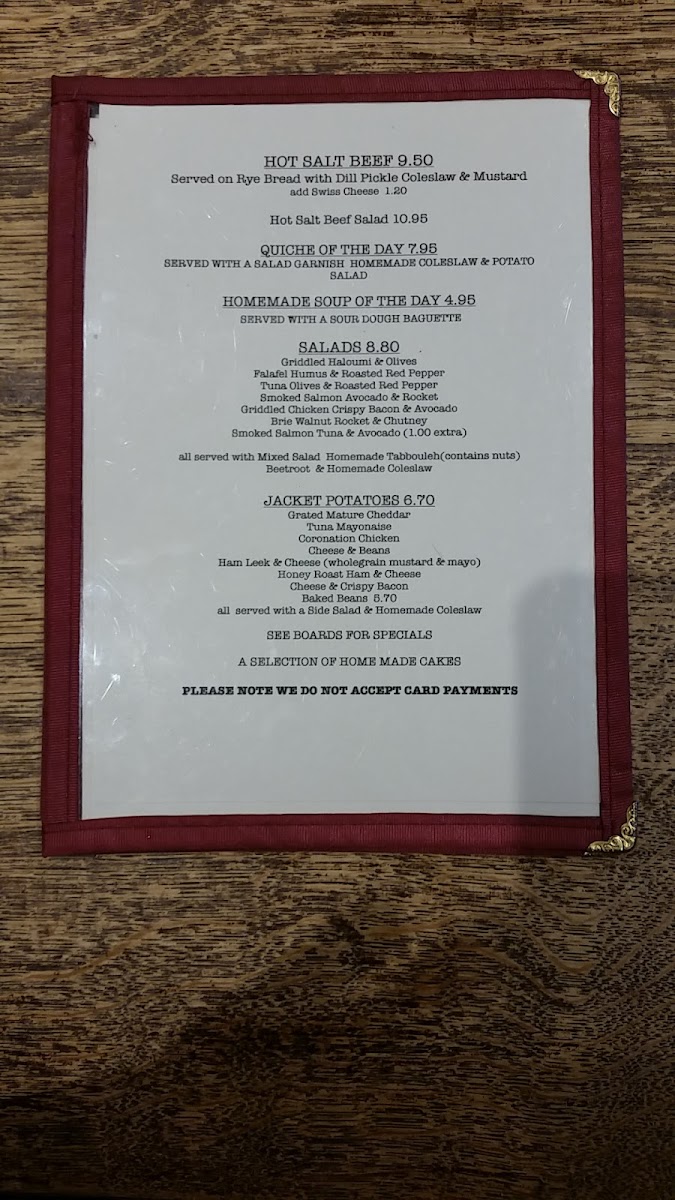 HOT SALT BEEF 9.50
Served on Rye Bread with Dill Pickle Coleslaw & Mustard
add Swiss Cheese 1.20
Hot Salt Beef Salad 10.95
QUICHE OF THE DAY 7.95
SERVED WITH A SALAD GARNISH HOMEMADE COLESLAW & POTATO
SALAD
HOMEMADE SOUP OF THE DAY 4.95
SERVED WITH A SOUR DOUGH BAGUETTE
SALADS 8.80
Griddled Haloumi & Olives
Falafel Humus & Roasted Red Pepper
Tuna Olives & Roasted Red Pepper
Smoked Salmon Avocado & Rocket
Griddled Chicken Crispy Bacon & Avocado
Brie Walnut Rocket & Chutney
Smoked Salmon Tuna & Avocado (1.00 extra)
all served with Mixed Salad Homemade Tabbouleh(contains nuts)
Beetroot & Homemade Coleslaw
JACKET POTATOES 6.70
Grated Mature Cheddar
Tuna Mayonaise
Coronation Chicken
Cheese & Beans
Ham Leek & Cheese (wholegrain mustard & mayo)
Honey Roast Ham & Cheese
Cheese & Crispy Bacon
Baked Beans 5.70
all served with a Side Salad & Homemade Coleslaw
SEE BOARDS FOR SPECIALS
A SELECTION OF HOME MADE CAKES
PLEASE NOTE WE DO NOT ACCEPT CARD PAYMENTS